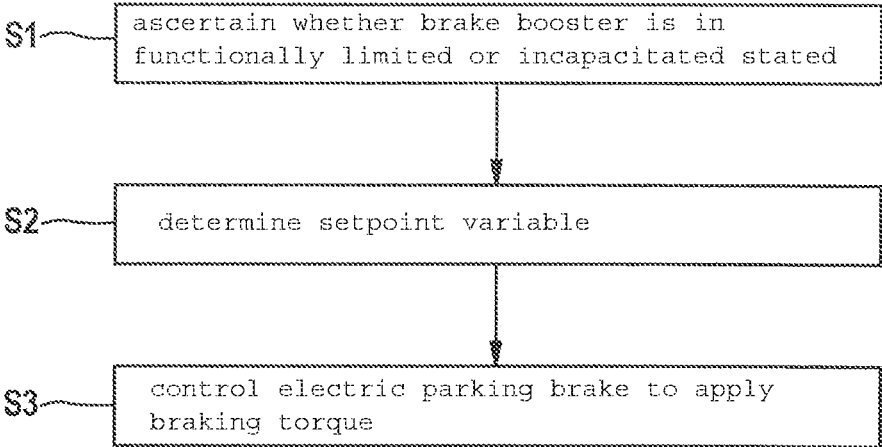 S1
ascertain whether brake booster is in
functionally limited or incapacitated stated
S2
determine setpoint variable
S3
control electric parking brake to apply
braking torque